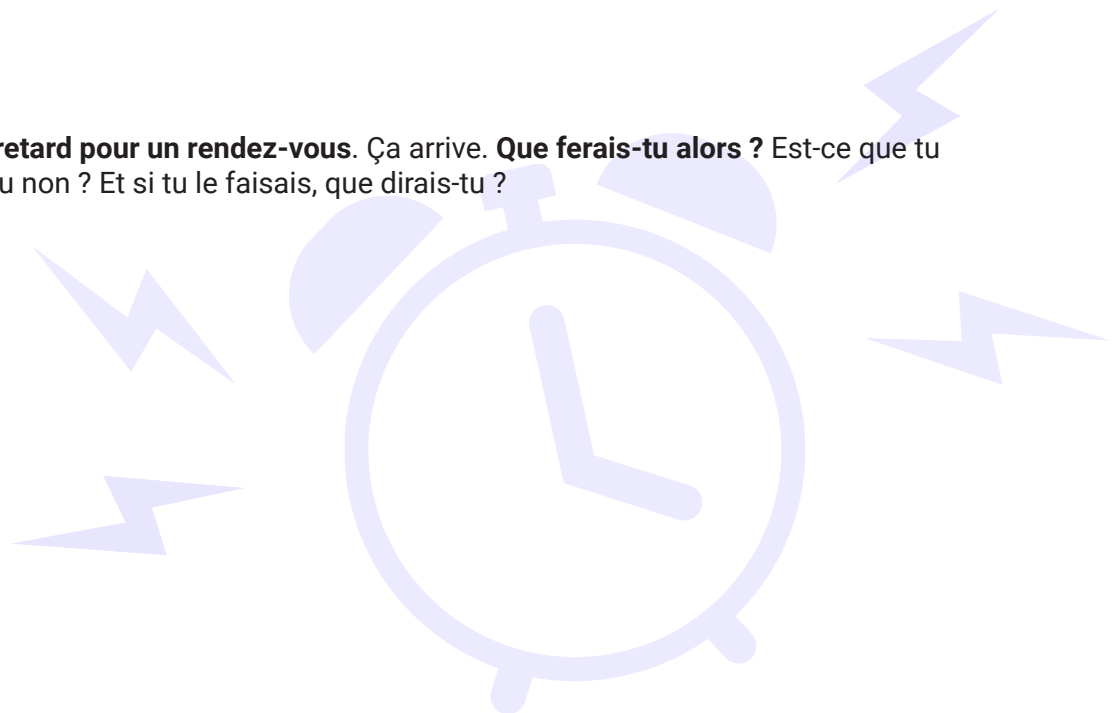 retard pour un rendez-vous. Ça arrive. Que ferais-tu alors ? Est-ce que tu
u non ? Et si tu le faisais, que dirais-tu ?